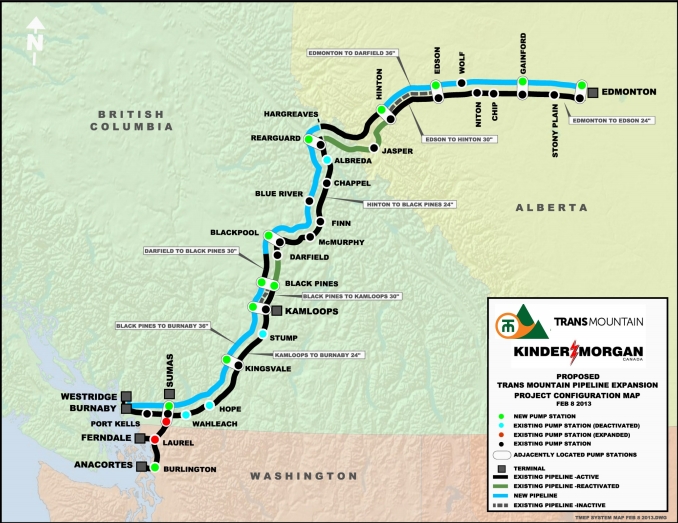 N
EDMONTON TO DARFIELD 36"
EDSON
WOLF
GAINFORD
HINTON
EDMONTON
BRITISH
COLUMBIA
HARGREAVES
NITON
CHIP
STONY PLAIN
EDMONTON TO EDSON 24"
REARGUARD
EDSON TO HINTON 30"
JASPER
ALBREDA
CHAPPEL
BLUE RIVER
HINTON TO BLACK PINES 24"
ALBERTA
FINN
BLACKPOOL
McMURPHY
DARFIELD TO BLACK PINES 30"
DARFIELD
BLACK PINES
BLACK PINES TO KAMLOOPS 30"
KAMLOOPS
BLACK PINES TO BURNABY 36"
STUMP
KAMLOOPS TO BURNABY 24"
KINGSVALE
SUMAS
WESTRIDGE
BURNABY
HOPE
PORT KELLS
WAHLEACH
FERNDALE
LAUREL
ANACORTES
BURLINGTON
WASHINGTON
TM
TRANSMOUNTAIN
KINDER MORGAN
CANADA
PROPOSED
TRANS MOUNTAIN PIPELINE EXPANSION
PROJECT CONFIGURATION MAP
FEB 8 2013
NEW PUMP STATION
EXISTING PUMP STATION (DEACTIVATED)
EXISTING PUMP STATION (EXPANDED)
EXISTING PUMP STATION
ADJACENTLY LOCATED PUMP STATIONS
TERMINAL
EXISTING PIPELINE -ACTIVE
EXISTING PIPELINE -REACTIVATED
NEW PIPELINE
EXISTING PIPELINE -INACTIVE
TMEP SYSTEM MAP FEB 8 2013.DWG